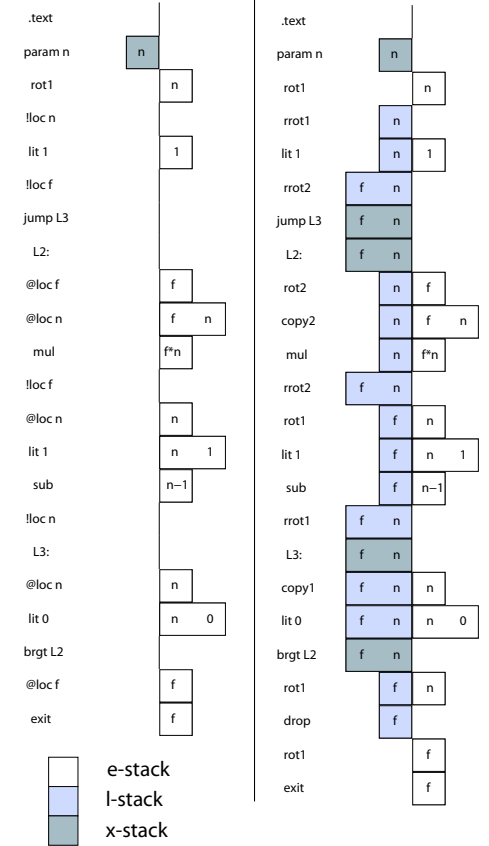 .text
param n n
rot1 n
!loc n
lit 1 1
!loc f
jump L3
L2:
@loc f f
@loc n f n
mul f*n
!loc f
@loc n n
lit 1 n 1
sub n−1
!loc n
L3:
@loc n n
lit 0 n 0
brgt L2
@loc f f
exit f
e-stack
l-stack
x-stack
.text
param n n
rot1 n
rrot1 n
lit 1 n 1
rrot2 f n
jump L3 f n
L2: f n
rot2 n f
copy2 n f n
mul n f*n
rrot2 f n
rot1 f n
lit 1 f n 1
sub f n−1
rrot1 f n
L3: f n
copy1 f n n
lit 0 f n n 0
brgt L2 f n
rot1 f n
drop f
rot1 f
exit f